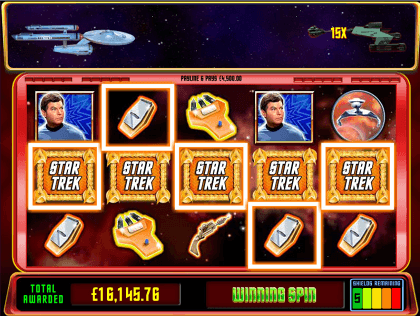 15X
PAYLINE 6 PAYS £4,500.00
STAR TREK
STAR TREK
STAR TREK
STAR TREK
STAR TREK
TOTAL AWARDED
£16,145.76
WINNING SPIN
SHIELDS REMAINING
5